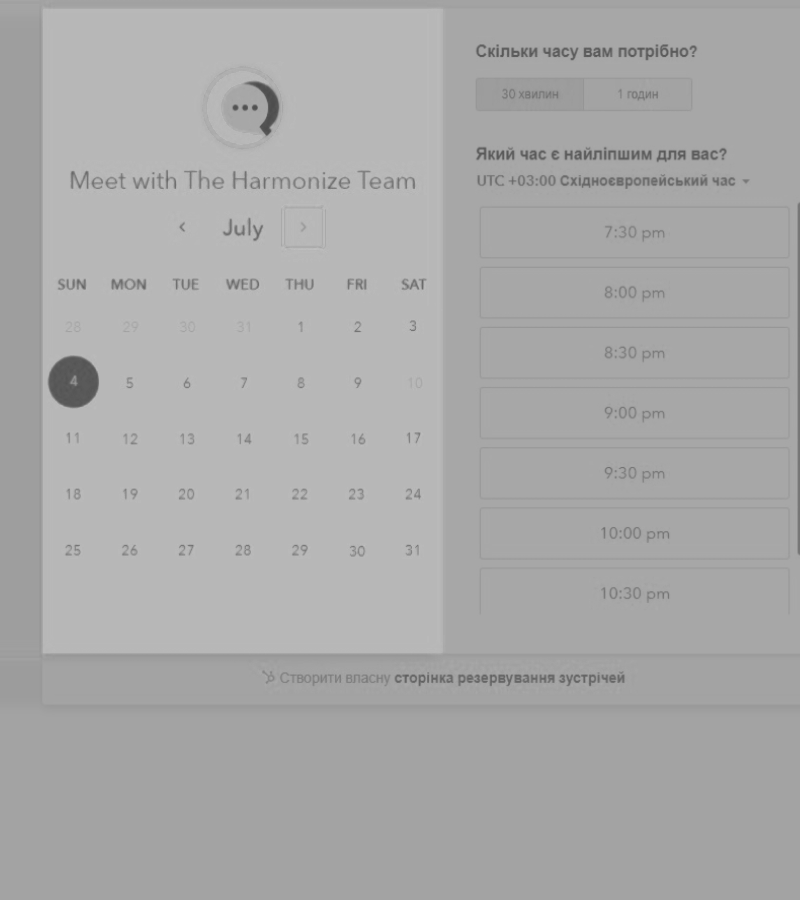 Meet with The Harmonize Team
July
SUN MON TUE WED THU FRI SAT
28 29 30 31 1 2 3
4 5 6 7 8 9 10
11 12 13 14 15 16 17
18 19 20 21 22 23 24
25 26 27 28 29 30 31
Скільки часу вам потрібно?
30 хвилин 1 годин
Який час є найліпшим для вас?
UTC +03:00 Східноєвропейський час
7:30 pm
8:00 pm
8:30 pm
9:00 pm
9:30 pm
10:00 pm
10:30 pm
Створити власну сторінка резервування зустрічей